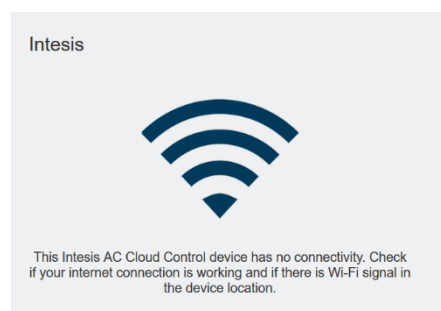 Intesis
This Intesis AC Cloud Control device has no connectivity. Check
if your internet connection is working and if there is Wi-Fi signal in
the device location.